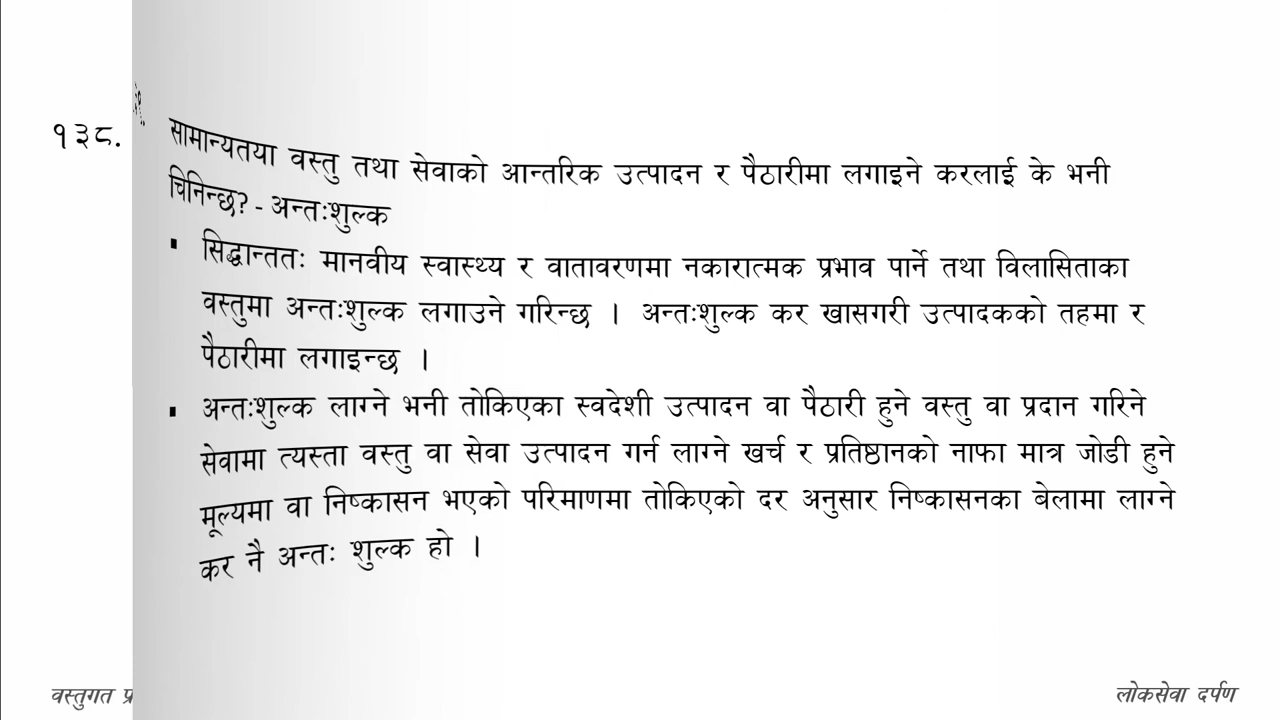 १३८. सामान्यतया वस्तु तथा सेवाको आन्तरिक उत्पादन र पैठारीमा लगाइने करलाई के भनी
चिनिन्छ? - अन्तःशुल्क
▪ सिद्धान्ततः मानवीय स्वास्थ्य र वातावरणमा नकारात्मक प्रभाव पार्ने तथा विलासिताका
वस्तुमा अन्तःशुल्क लगाउने गरिन्छ । अन्तःशुल्क कर खासगरी उत्पादकको तहमा र
पैठारीमा लगाइन्छ ।
▪ अन्तःशुल्क लाग्ने भनी तोकिएका स्वदेशी उत्पादन वा पैठारी हुने वस्तु वा प्रदान गरिने
सेवामा त्यस्ता वस्तु वा सेवा उत्पादन गर्न लाग्ने खर्च र प्रतिष्ठानको नाफा मात्र जोडी हुने
मूल्यमा वा निष्कासन भएको परिमाणमा तोकिएको दर अनुसार निष्कासनका बेलामा लाग्ने
कर नै अन्तः शुल्क हो ।
वस्तुगत
लोकसेवा दर्पण